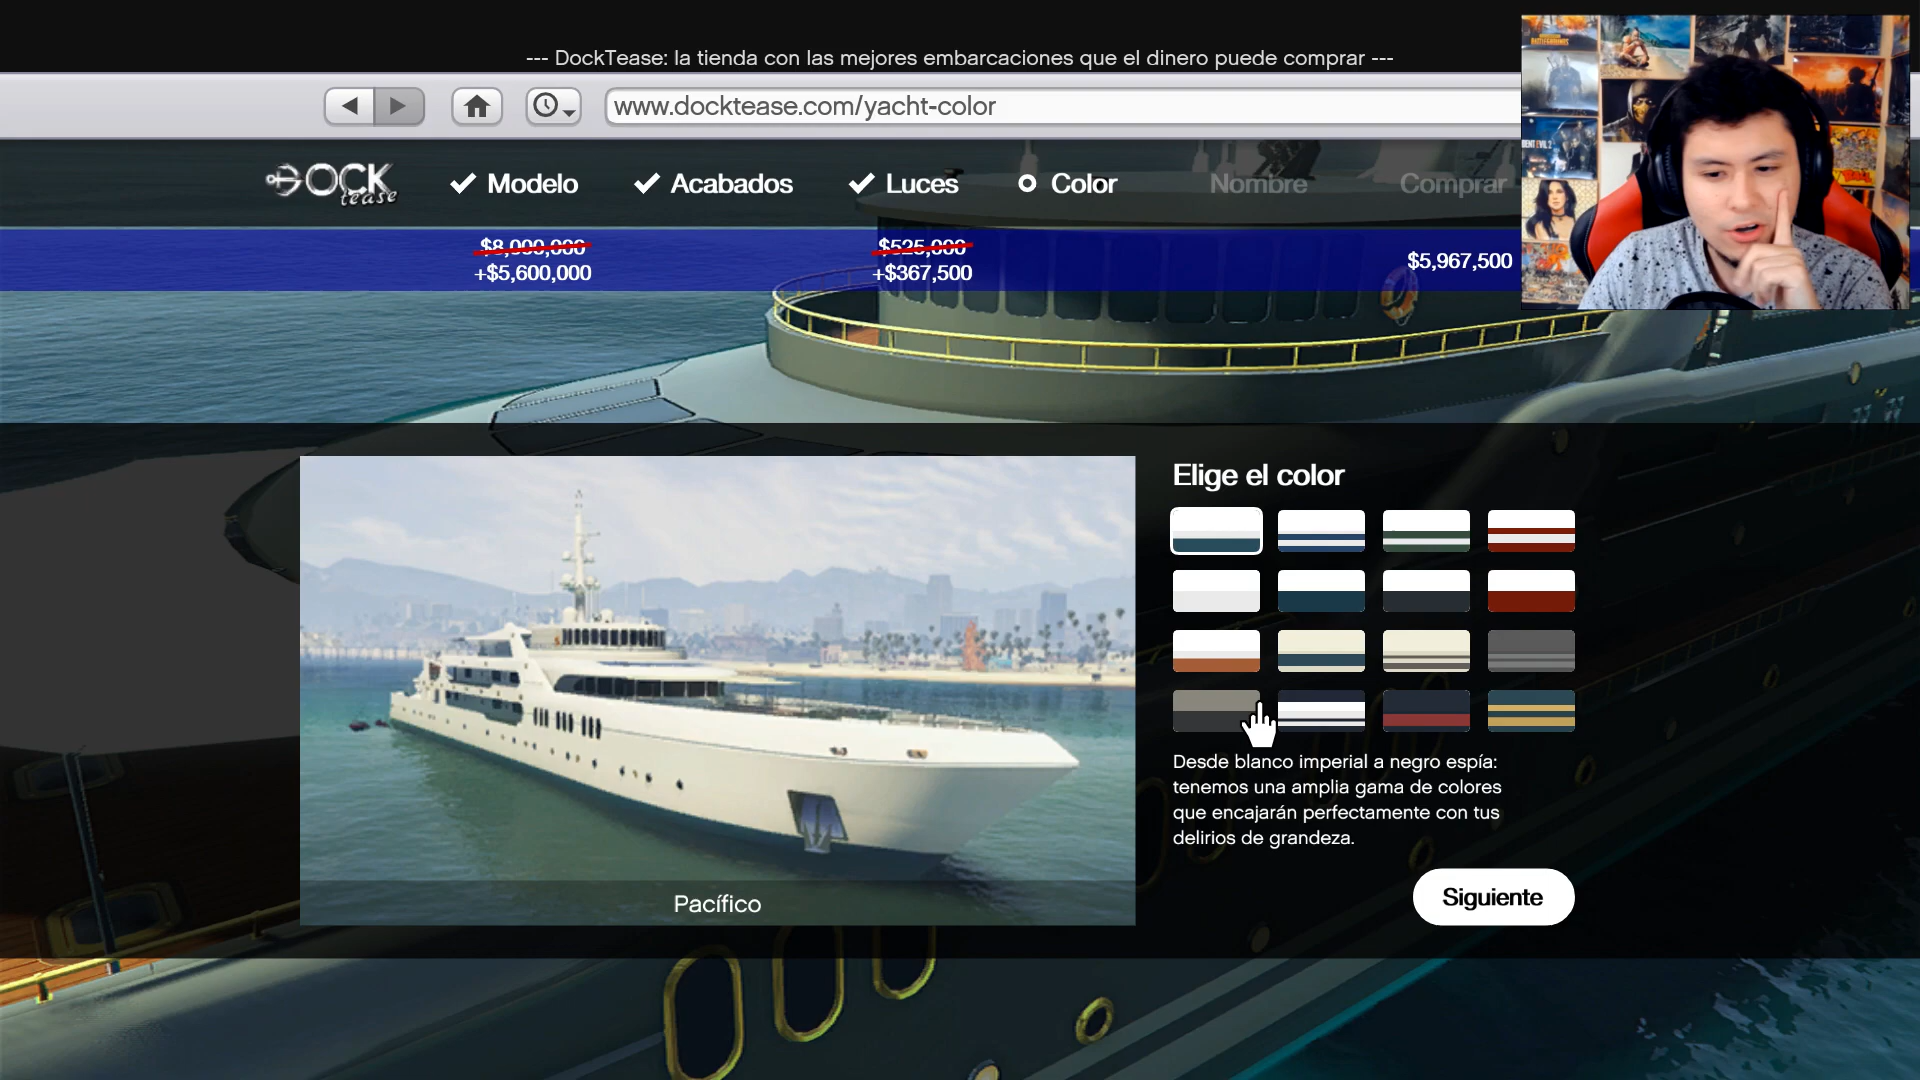 --- DockTease: la tienda con las mejores embarcaciones que el dinero puede comprar ---
www.docktease.com/yacht-color
DOCK tease
Modelo
Acabados
Luces
Color
Nombre
Comprar
$8,000,000
+$5,600,000
$525,000
+$367,500
$5,967,500
Elige el color
Desde blanco imperial a negro espía:
tenemos una amplia gama de colores
que encajarán perfectamente con tus
delirios de grandeza.
Siguiente
Pacífico